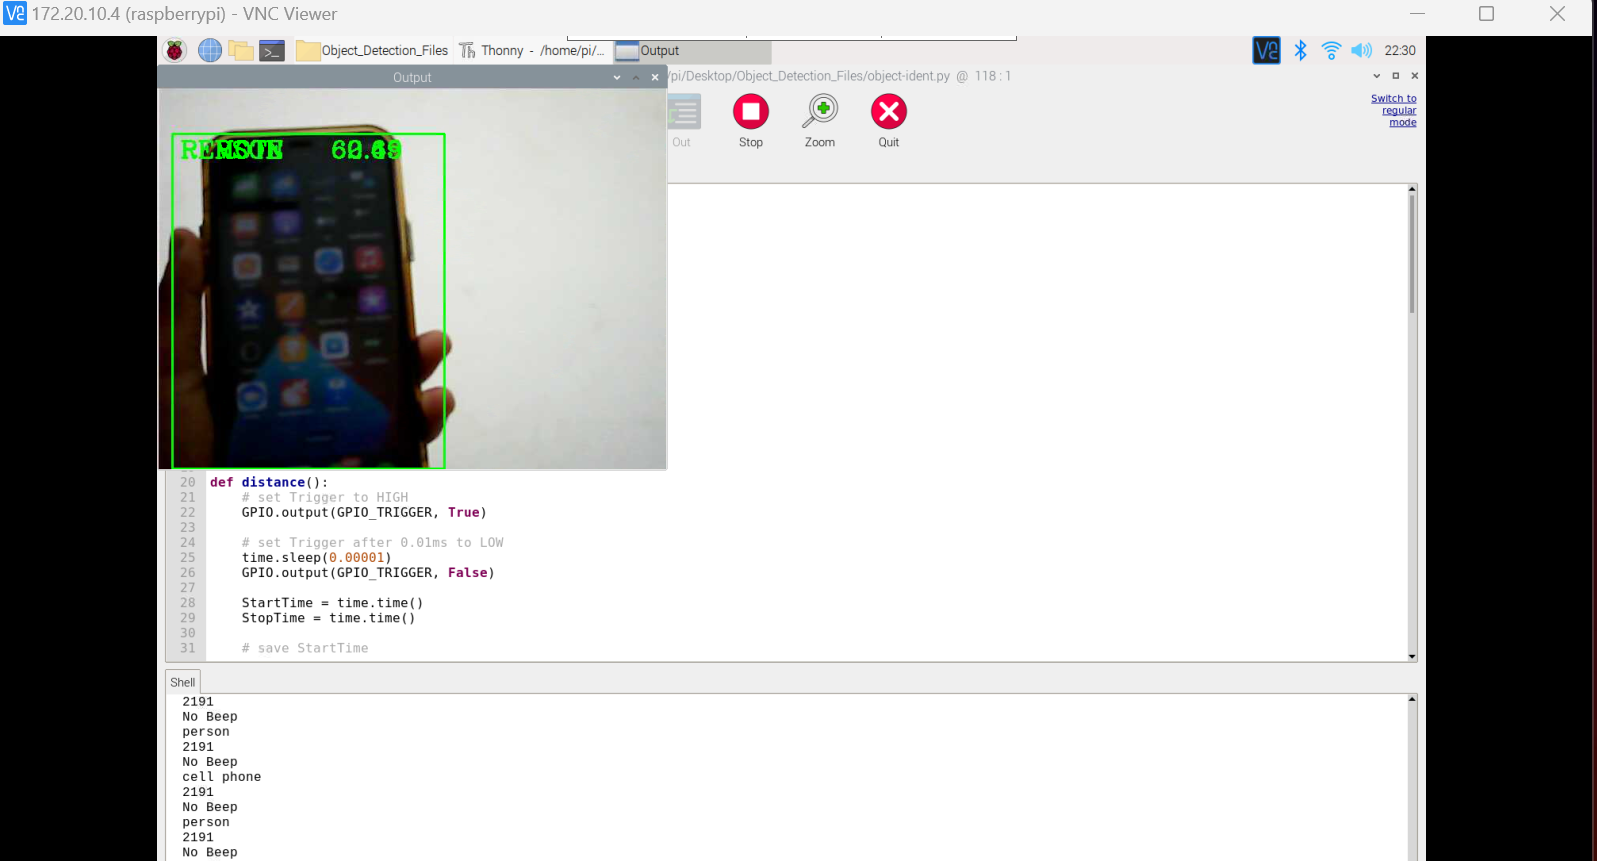 172.20.10.4 (raspberrypi) - VNC Viewer
Object_Detection_Files
Thonny - /home/pi/...
Output
22:30
Output
/pi/Desktop/Object_Detection_Files/object-ident.py @ 118 : 1
Switch to
regular
mode
Out
Stop
Zoom
Quit
20 def distance():
21 # set Trigger to HIGH
22 GPIO.output(GPIO_TRIGGER, True)
23
24 # set Trigger after 0.01ms to LOW
25 time.sleep(0.00001)
26 GPIO.output(GPIO_TRIGGER, False)
27
28 StartTime = time.time()
29 StopTime = time.time()
30
31 # save StartTime
Shell
2191
No Beep
person
2191
No Beep
cell phone
2191
No Beep
person
2191
No Beep